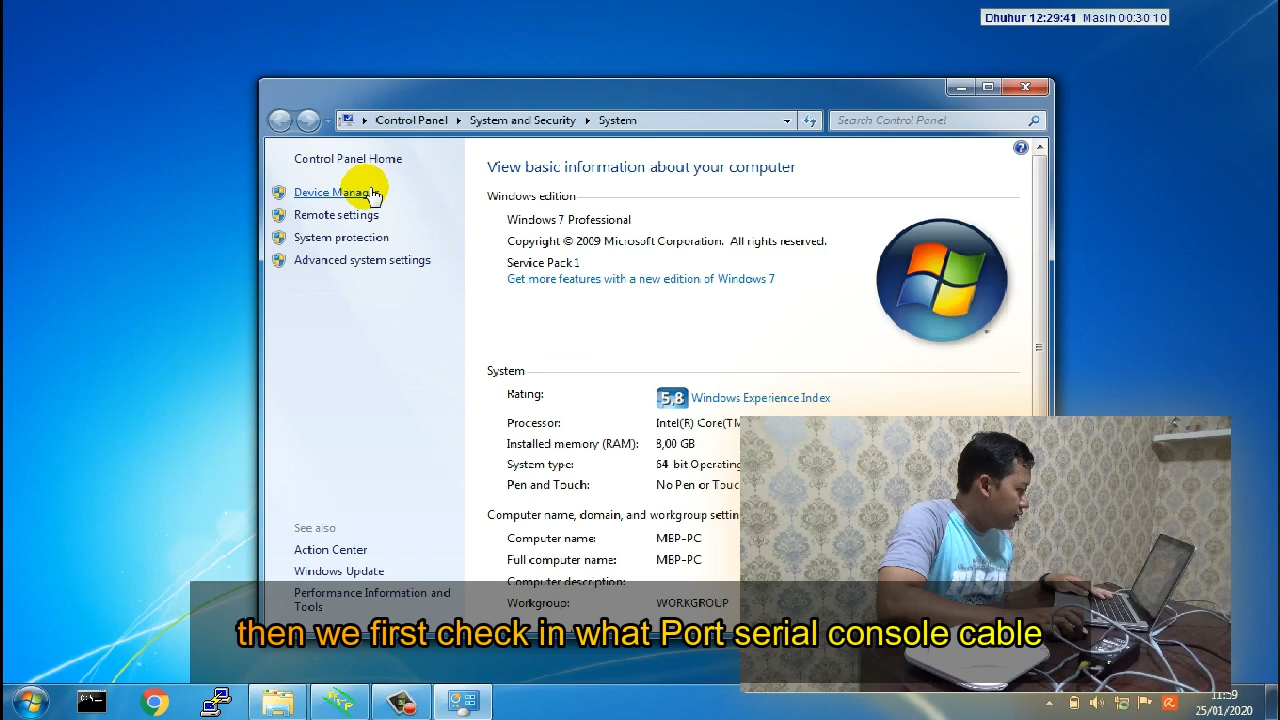 Dhuhur 12:29:41 Masih 00:30:10
Control Panel
System and Security
System
Search Control Panel
Control Panel Home
Device Manager
Remote settings
System protection
Advanced system settings
See also
Action Center
Windows Update
Performance Information and
Tools
View basic information about your computer
Windows edition
Windows 7 Professional
Copyright © 2009 Microsoft Corporation. All rights reserved.
Service Pack 1
Get more features with a new edition of Windows 7
System
Rating:
5,8 Windows Experience Index
Processor:
Intel(R) Core(TM
Installed memory (RAM):
8,00 GB
System type:
64-bit Operating
Pen and Touch:
No Pen or Touc
Computer name, domain, and workgroup settin
Computer name:
MBP-PC
Full computer name:
MBP-PC
Computer description:
Workgroup:
WORKGROUP
then we first check in what Port serial console cable
11:59
25/01/2020